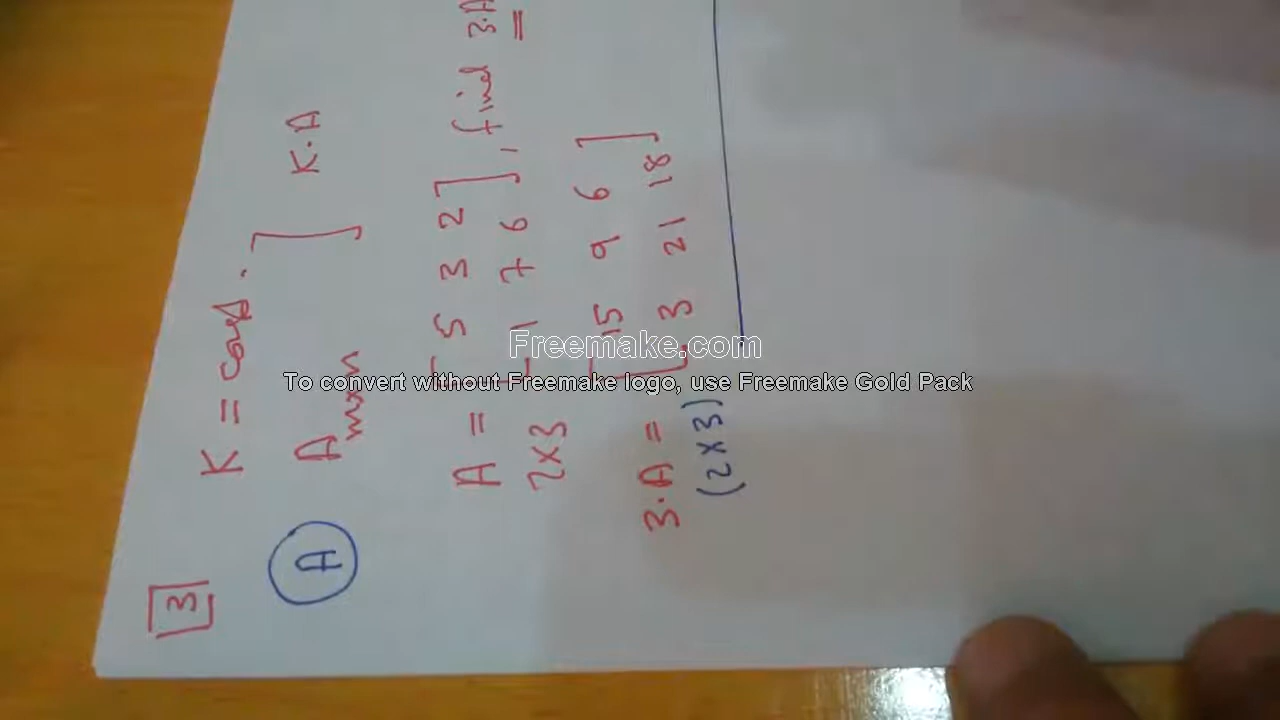 [3]
K = const.
(A) A m×n ] K.A
A = [ 5 3 2 ], find 3.A
2×3 1 7 6
3.A = [ 15 9 6 ]
(2×3) 3 21 18
Freemake.com
To convert without Freemake logo, use Freemake Gold Pack